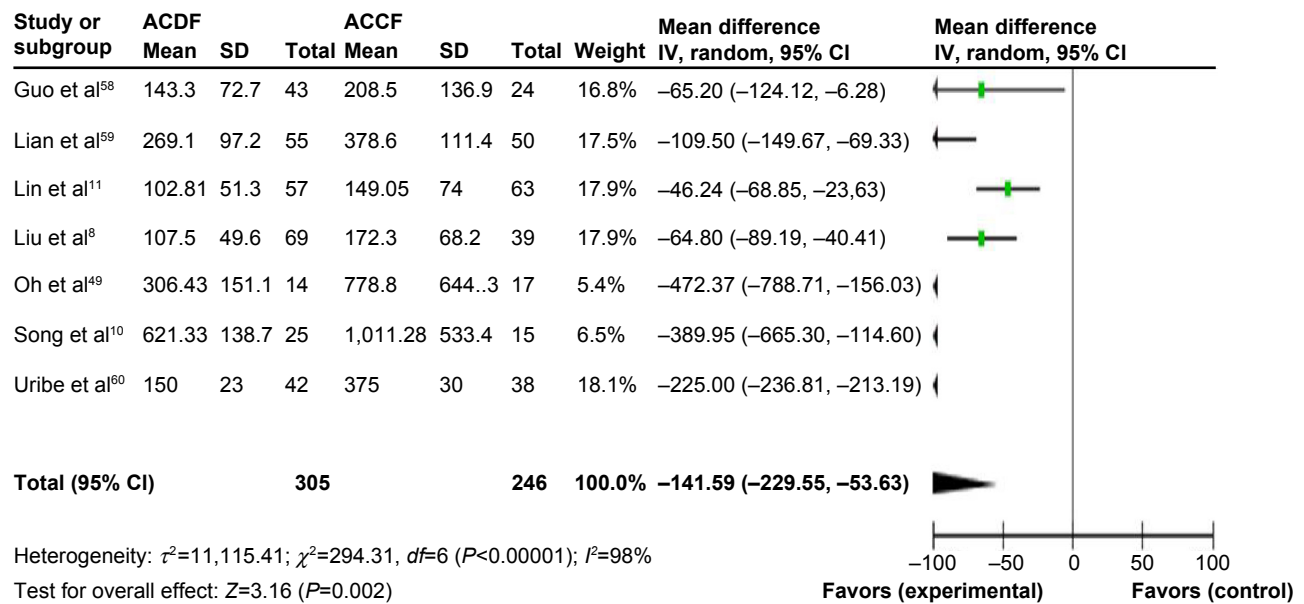 Study or subgroup ACDF Mean SD Total ACCF Mean SD Total Weight Mean difference IV, random, 95% CI Mean difference IV, random, 95% CI
Guo et al58 143.3 72.7 43 208.5 136.9 24 16.8% –65.20 (–124.12, –6.28)
Lian et al59 269.1 97.2 55 378.6 111.4 50 17.5% –109.50 (–149.67, –69.33)
Lin et al11 102.81 51.3 57 149.05 74 63 17.9% –46.24 (–68.85, –23,63)
Liu et al8 107.5 49.6 69 172.3 68.2 39 17.9% –64.80 (–89.19, –40.41)
Oh et al49 306.43 151.1 14 778.8 644..3 17 5.4% –472.37 (–788.71, –156.03)
Song et al10 621.33 138.7 25 1,011.28 533.4 15 6.5% –389.95 (–665.30, –114.60)
Uribe et al60 150 23 42 375 30 38 18.1% –225.00 (–236.81, –213.19)
Total (95% CI) 305 246 100.0% –141.59 (–229.55, –53.63)
Heterogeneity: τ²=11,115.41; χ²=294.31, df=6 (P<0.00001); I²=98%
Test for overall effect: Z=3.16 (P=0.002)
–100 –50 0 50 100
Favors (experimental) Favors (control)